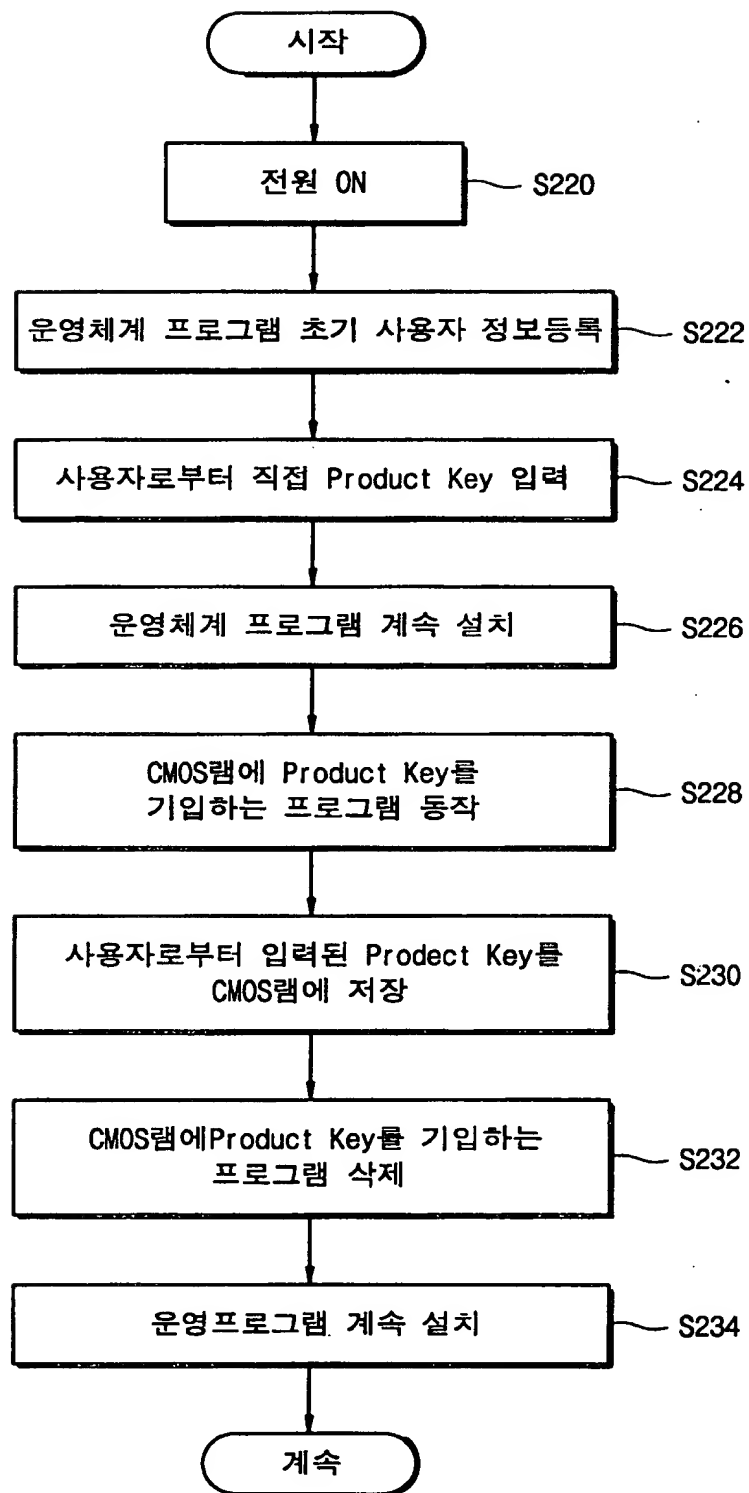 시작
전원 ON
S220
운영체계 프로그램 초기 사용자 정보등록
S222
사용자로부터 직접 Product Key 입력
S224
운영체계 프로그램 계속 설치
S226
CMOS램에 Product Key를
기입하는 프로그램 동작
S228
사용자로부터 입력된 Prodect Key를
CMOS램에 저장
S230
CMOS램에Product Key를 기입하는
프로그램 삭제
S232
운영프로그램 계속 설치
S234
계속